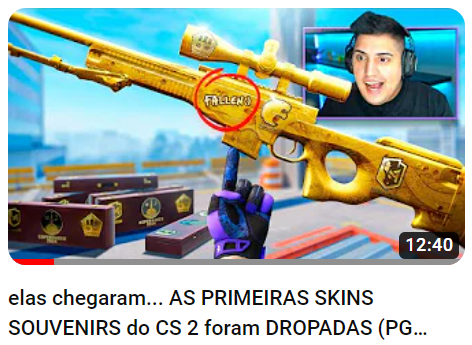 FALLEN
12:40
elas chegaram... AS PRIMEIRAS SKINS
SOUVENIRS do CS 2 foram DROPADAS (PG...